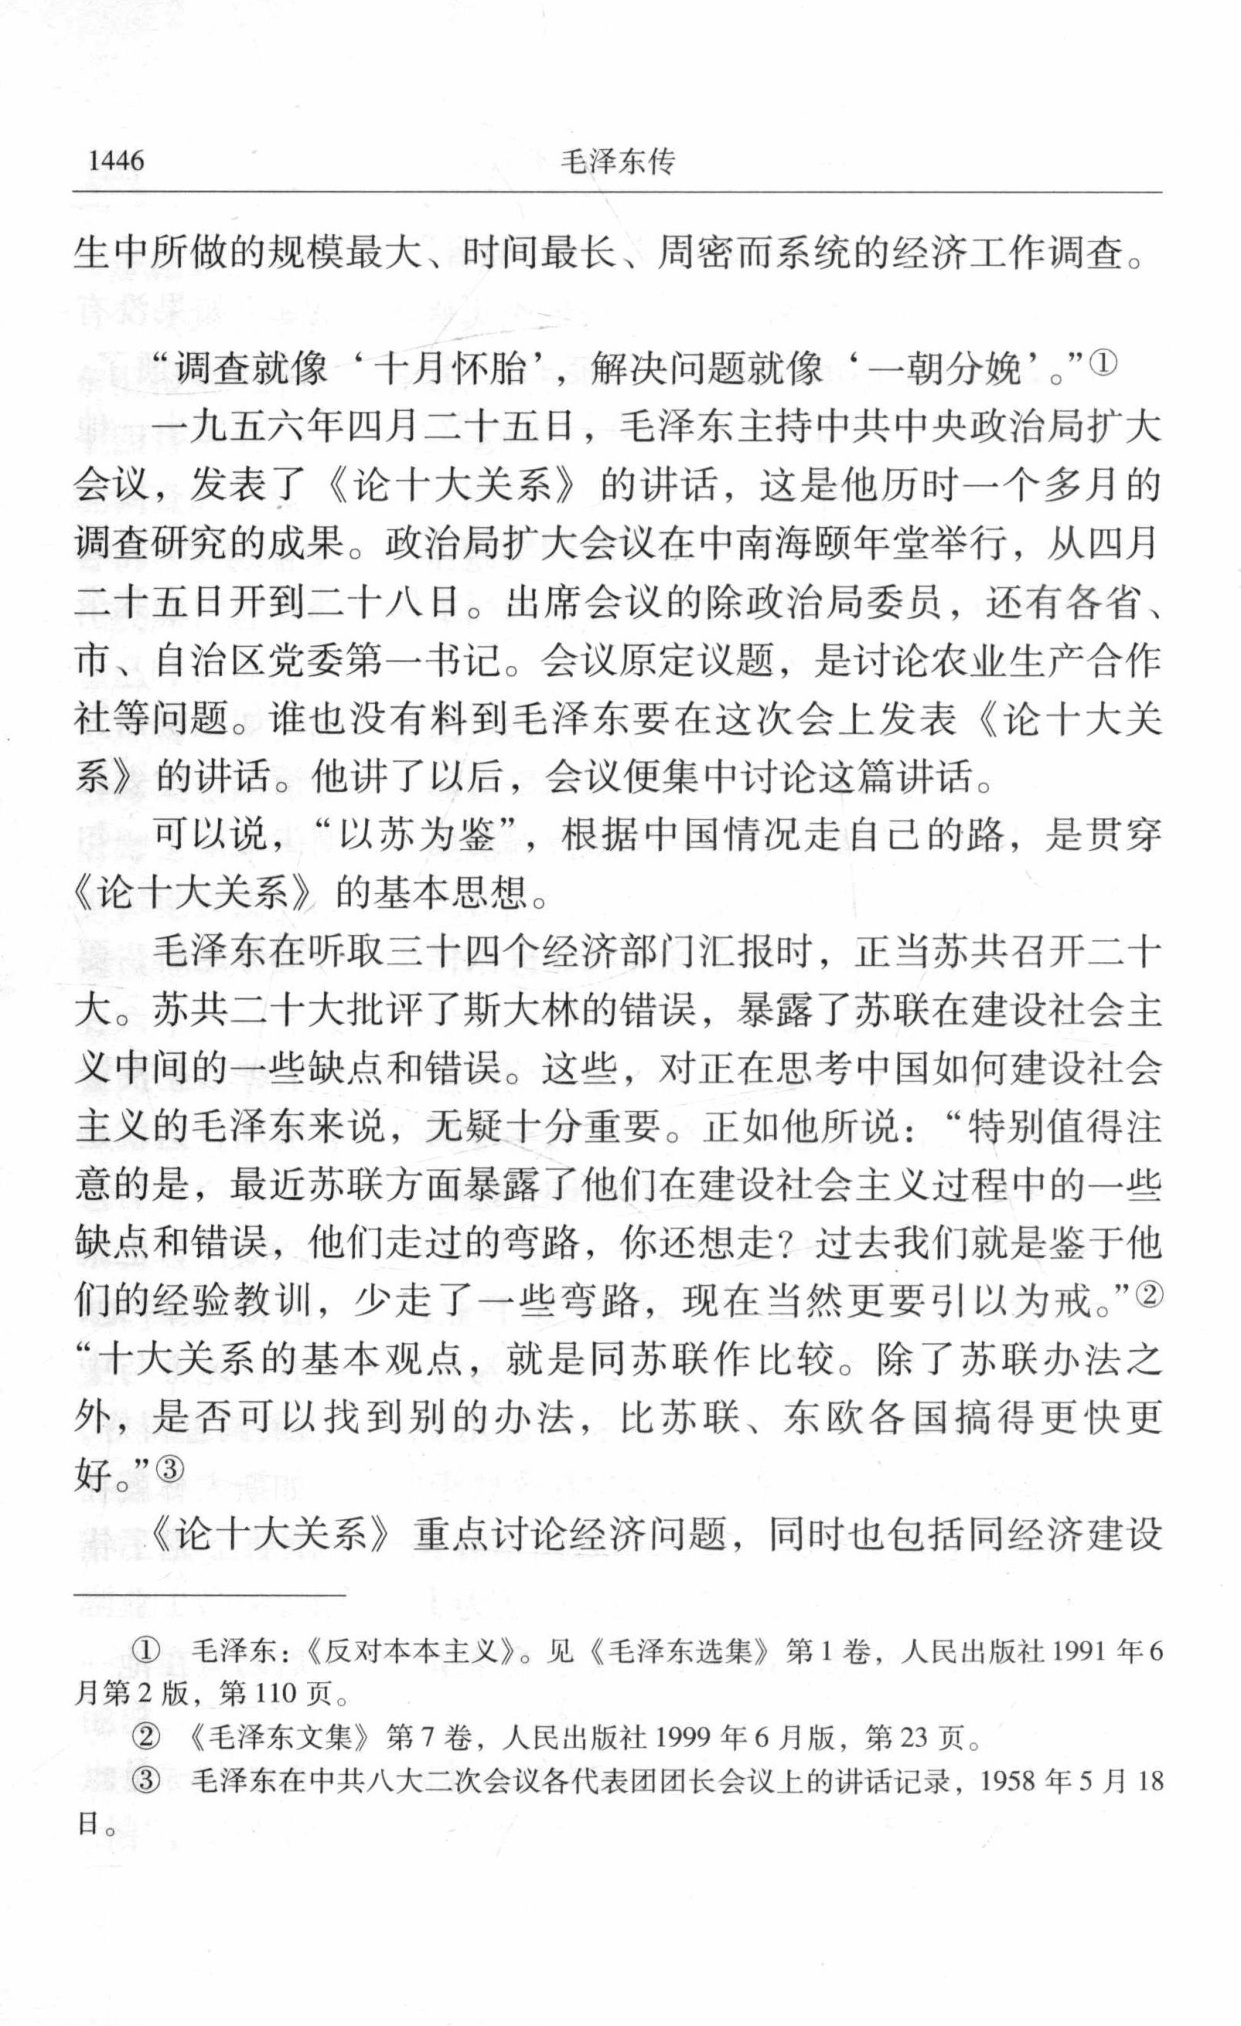 1446
毛泽东传
生中所做的规模最大、时间最长、周密而系统的经济工作调查。
“调查就像‘十月怀胎’，解决问题就像‘一朝分娩’。”①
一九五六年四月二十五日，毛泽东主持中共中央政治局扩大
会议，发表了《论十大关系》的讲话，这是他历时一个多月的
调查研究的成果。政治局扩大会议在中南海颐年堂举行，从四月
二十五日开到二十八日。出席会议的除政治局委员，还有各省、
市、自治区党委第一书记。会议原定议题，是讨论农业生产合作
社等问题。谁也没有料到毛泽东要在这次会上发表《论十大关
系》的讲话。他讲了以后，会议便集中讨论这篇讲话。
可以说，“以苏为鉴”，根据中国情况走自己的路，是贯穿
《论十大关系》的基本思想。
毛泽东在听取三十四个经济部门汇报时，正当苏共召开二十
大。苏共二十大批评了斯大林的错误，暴露了苏联在建设社会主
义中间的一些缺点和错误。这些，对正在思考中国如何建设社会
主义的毛泽东来说，无疑十分重要。正如他所说：“特别值得注
意的是，最近苏联方面暴露了他们在建设社会主义过程中的一些
缺点和错误，他们走过的弯路，你还想走？过去我们就是鉴于他
们的经验教训，少走了一些弯路，现在当然更要引以为戒。”②
“十大关系的基本观点，就是同苏联作比较。除了苏联办法之
外，是否可以找到别的办法，比苏联、东欧各国搞得更快更
好。”③
《论十大关系》重点讨论经济问题，同时也包括同经济建设
① 毛泽东：《反对本本主义》。见《毛泽东选集》第1卷，人民出版社1991年6
月第2版，第110页。
② 《毛泽东文集》第7卷，人民出版社1999年6月版，第23页。
③ 毛泽东在中共八大二次会议各代表团团长会议上的讲话记录，1958年5月18
日。